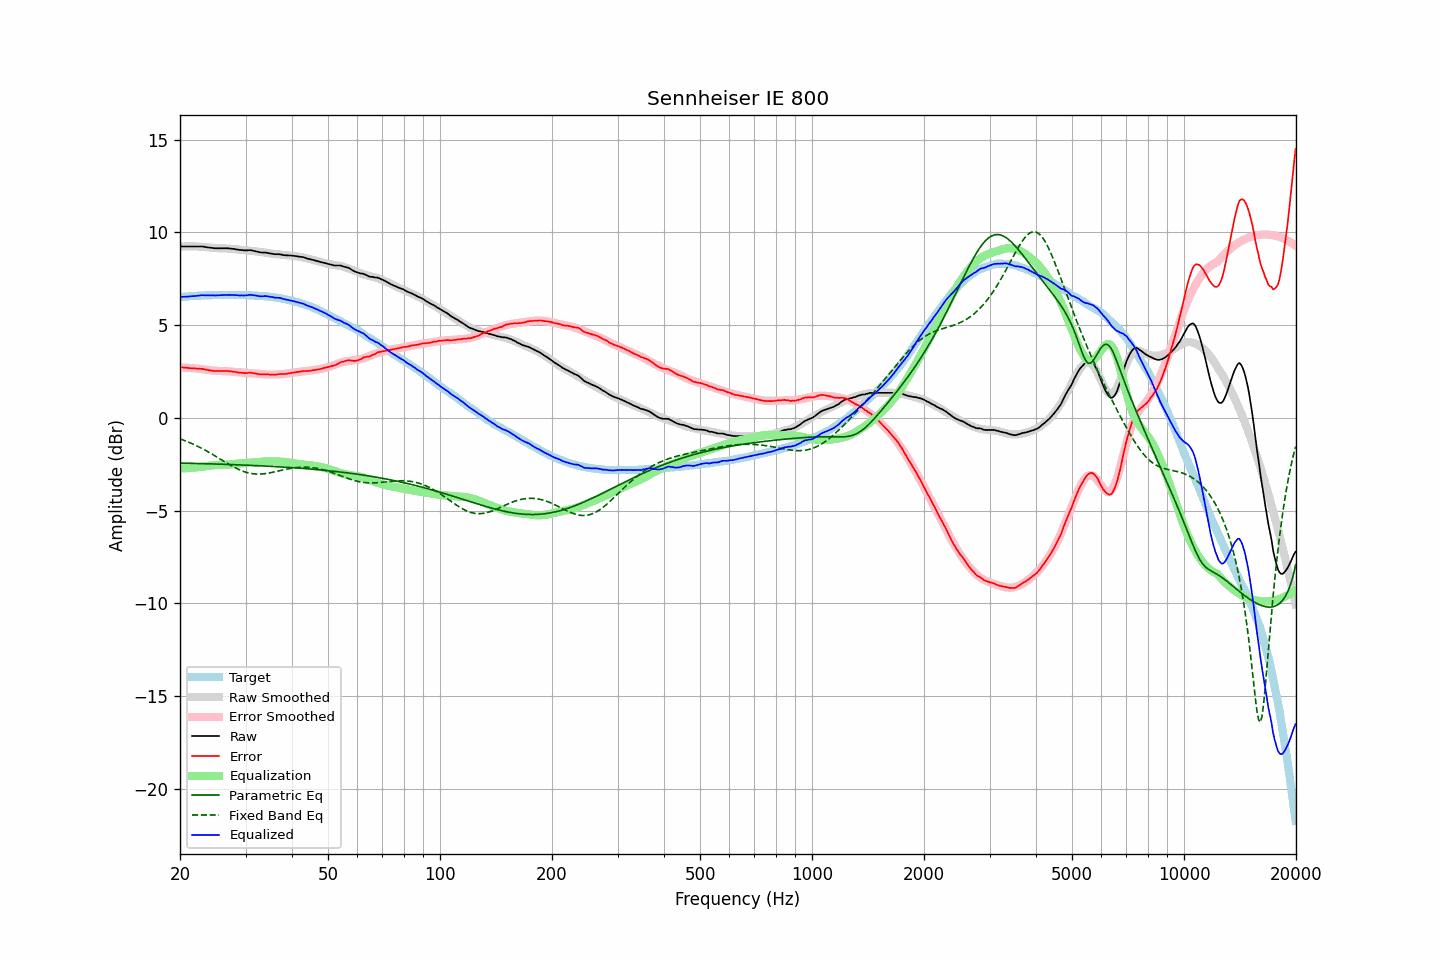 Sennheiser IE 800
Amplitude (dBr)
15
10
5
0
−5
−10
−15
−20
Target
Raw Smoothed
Error Smoothed
Raw
Error
Equalization
Parametric Eq
Fixed Band Eq
Equalized
20 50 100 200 500 1000 2000 5000 10000 20000
Frequency (Hz)